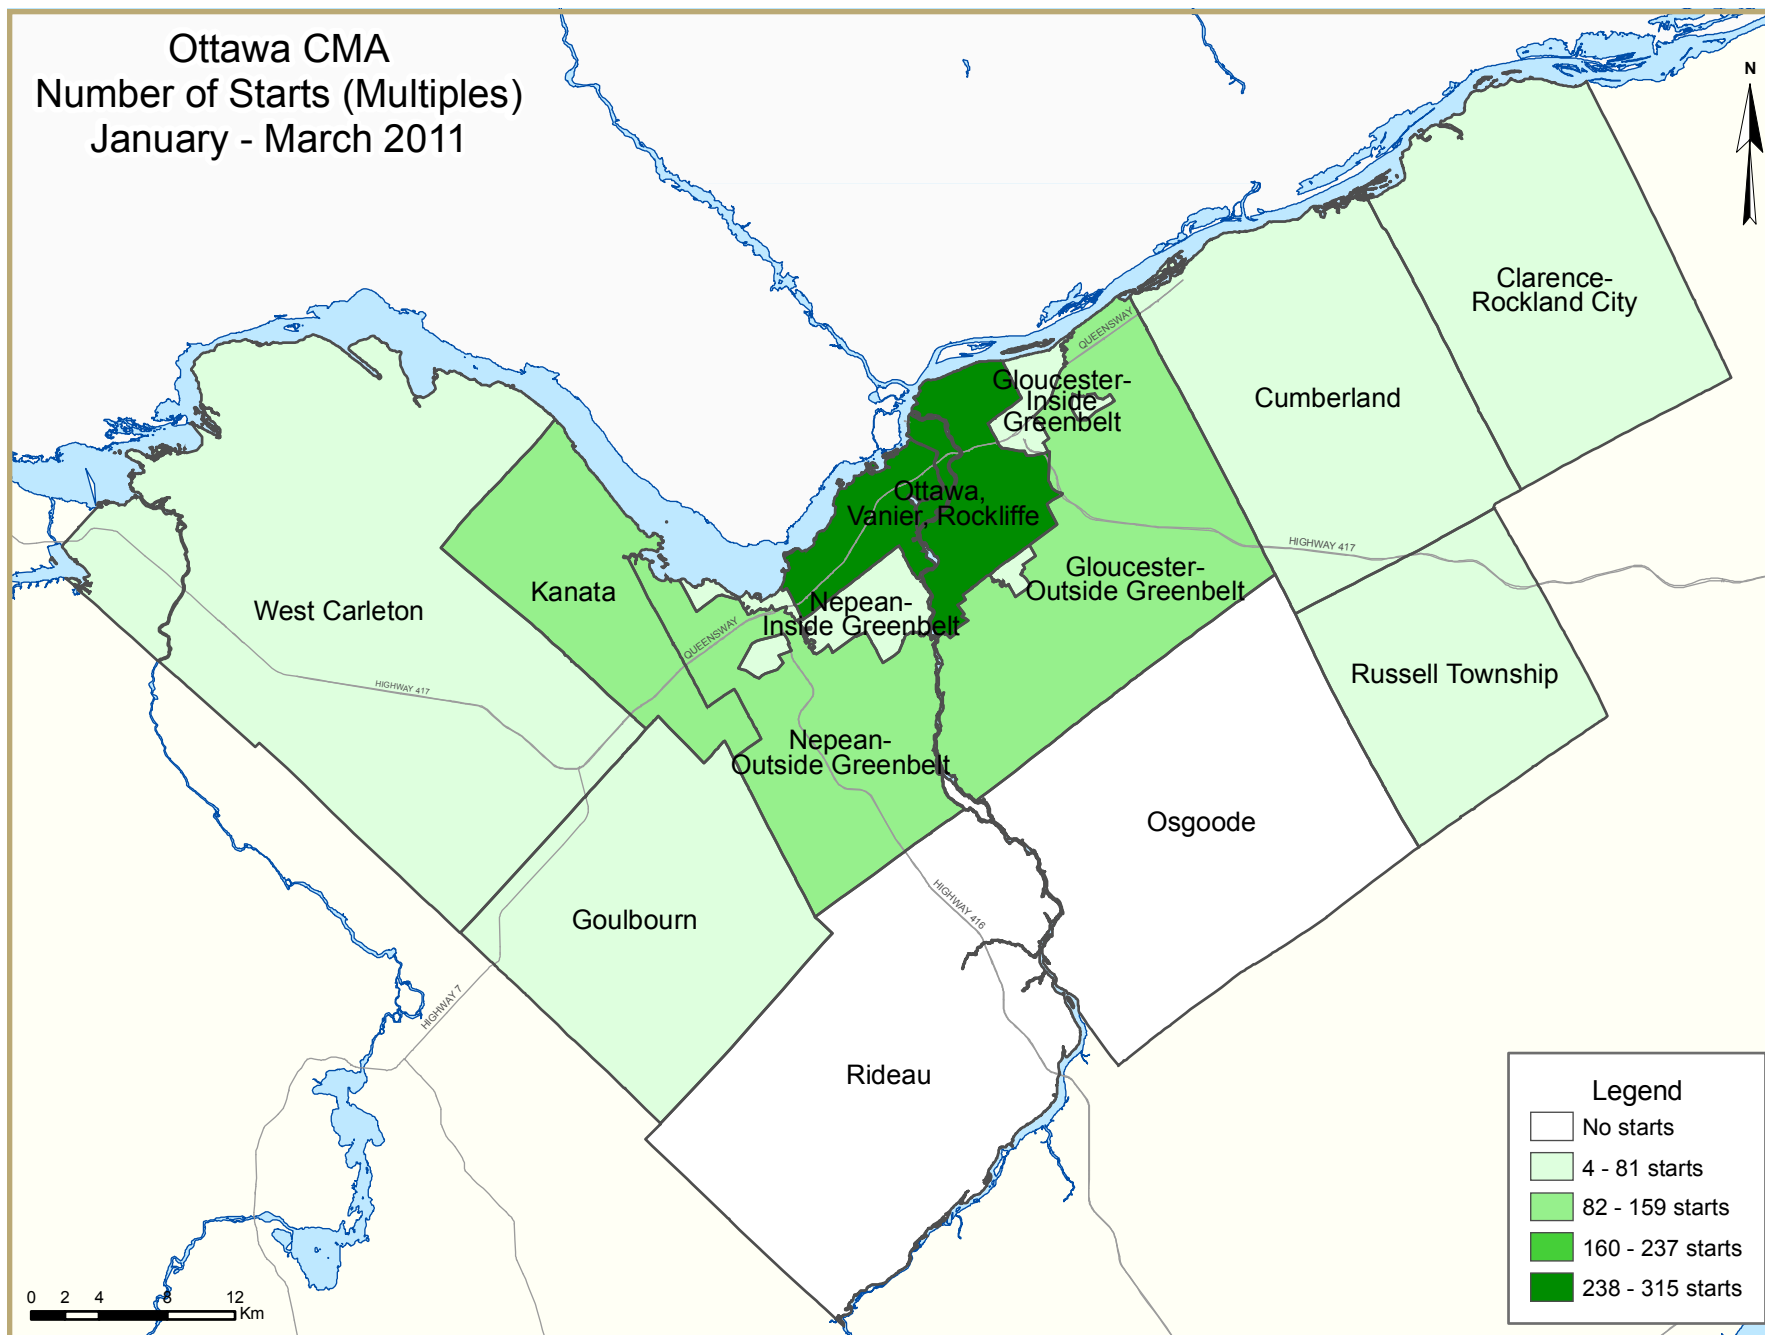 Ottawa CMA
Number of Starts (Multiples)
January - March 2011
N
Clarence-
Rockland City
QUEENSWAY
Gloucester-
Inside
Greenbelt
Cumberland
Ottawa,
Vanier, Rockliffe
HIGHWAY 417
Gloucester-
Outside Greenbelt
Kanata
West Carleton
Nepean-
Inside Greenbelt
QUEENSWAY
Russell Township
HIGHWAY 417
Nepean-
Outside Greenbelt
Osgoode
HIGHWAY 416
Goulbourn
HIGHWAY 7
Rideau
Legend
No starts
4 - 81 starts
82 - 159 starts
160 - 237 starts
238 - 315 starts
0 2 4 8 12
Km